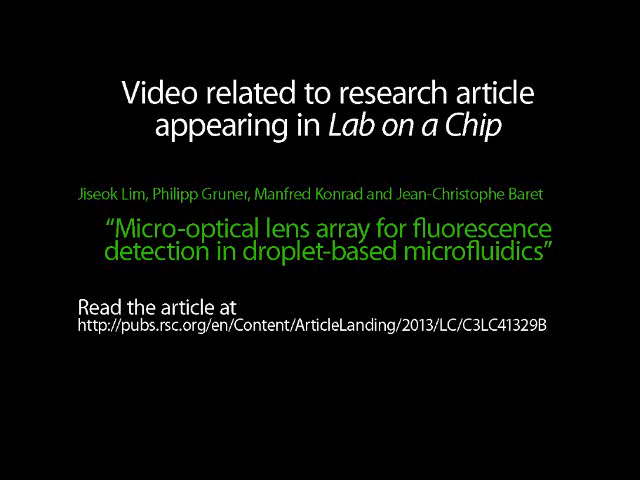 Video related to research article
appearing in Lab on a Chip
Jiseok Lim, Philipp Gruner, Manfred Konrad and Jean-Christophe Baret
“Micro-optical lens array for fluorescence
detection in droplet-based microfluidics”
Read the article at
http://pubs.rsc.org/en/Content/ArticleLanding/2013/LC/C3LC41329B